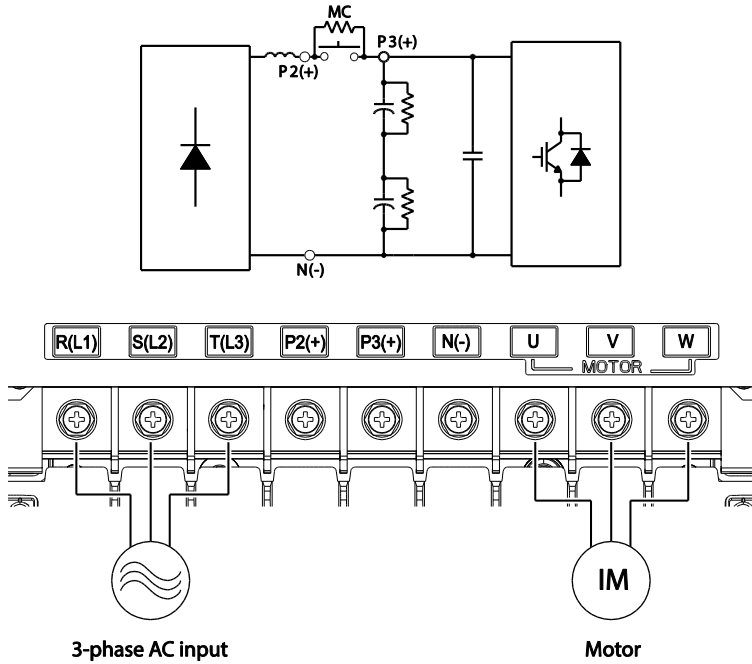 MC
P3(+)
P2(+)
N(-)
R(L1) S(L2) T(L3) P2(+) P3(+) N(-) U V W
MOTOR
IM
3-phase AC input Motor